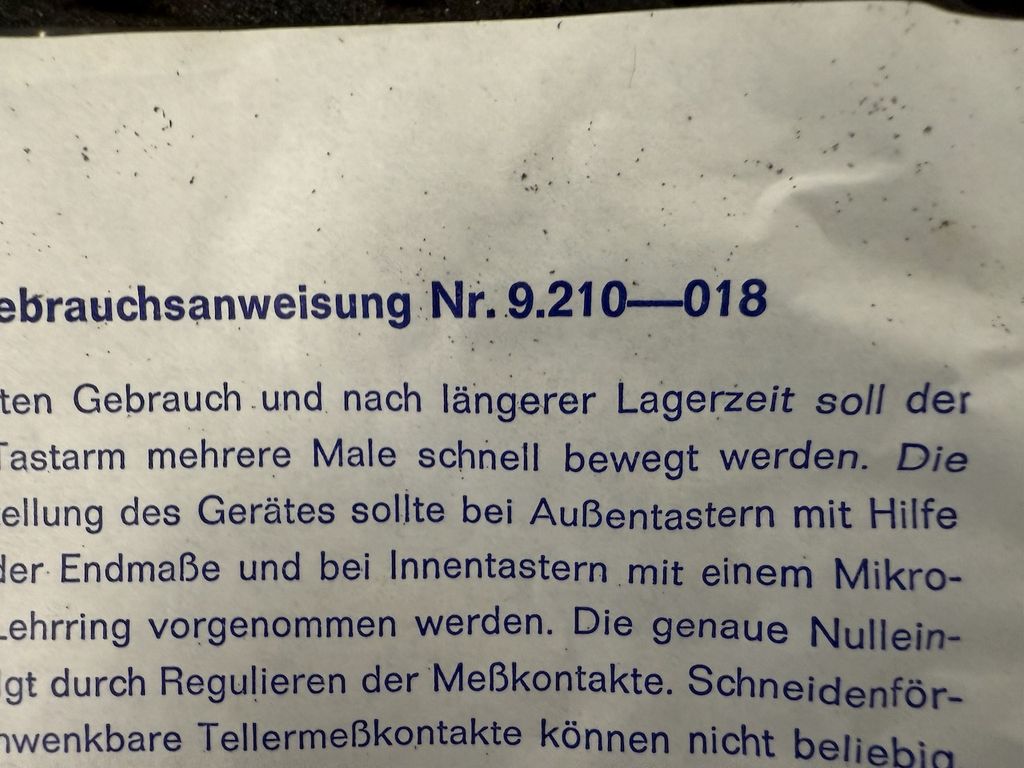 ebrauchsanweisung Nr. 9.210—018
ten Gebrauch und nach längerer Lagerzeit soll der
Tastarm mehrere Male schnell bewegt werden. Die
ellung des Gerätes sollte bei Außentastern mit Hilfe
der Endmaße und bei Innentastern mit einem Mikro-
Lehrring vorgenommen werden. Die genaue Nullein-
lgt durch Regulieren der Meßkontakte. Schneidenför-
wenkbare Tellermeßkontakte können nicht beliebig